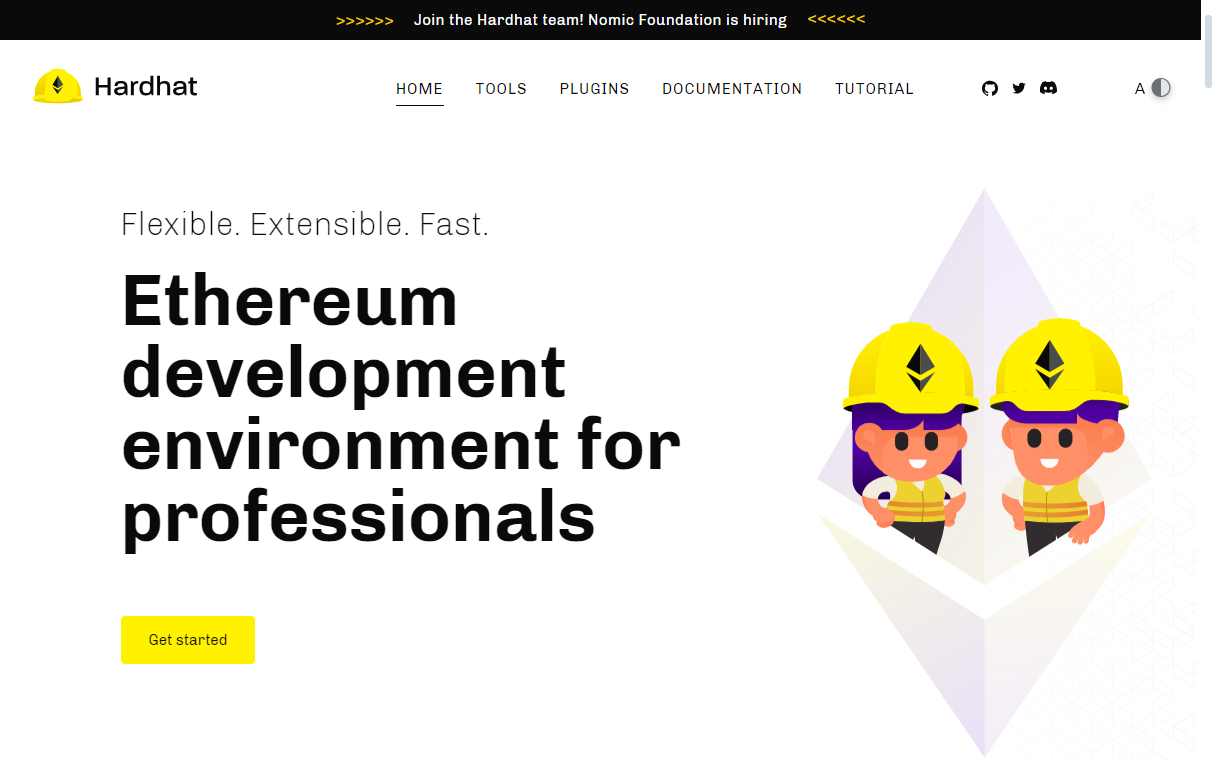 >>>>>> Join the Hardhat team! Nomic Foundation is hiring <<<<<<
Hardhat
HOME TOOLS PLUGINS DOCUMENTATION TUTORIAL A
Flexible. Extensible. Fast.
Ethereum
development
environment for
professionals
Get started